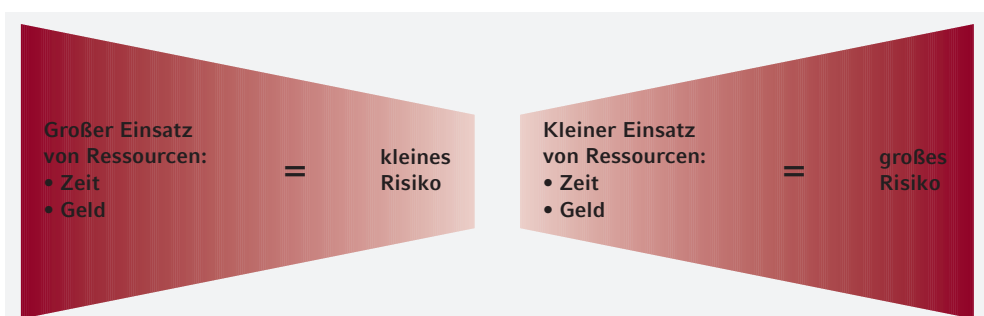 Großer Einsatz
von Ressourcen:
• Zeit
• Geld
=
kleines
Risiko
Kleiner Einsatz
von Ressourcen:
• Zeit
• Geld
=
großes
Risiko